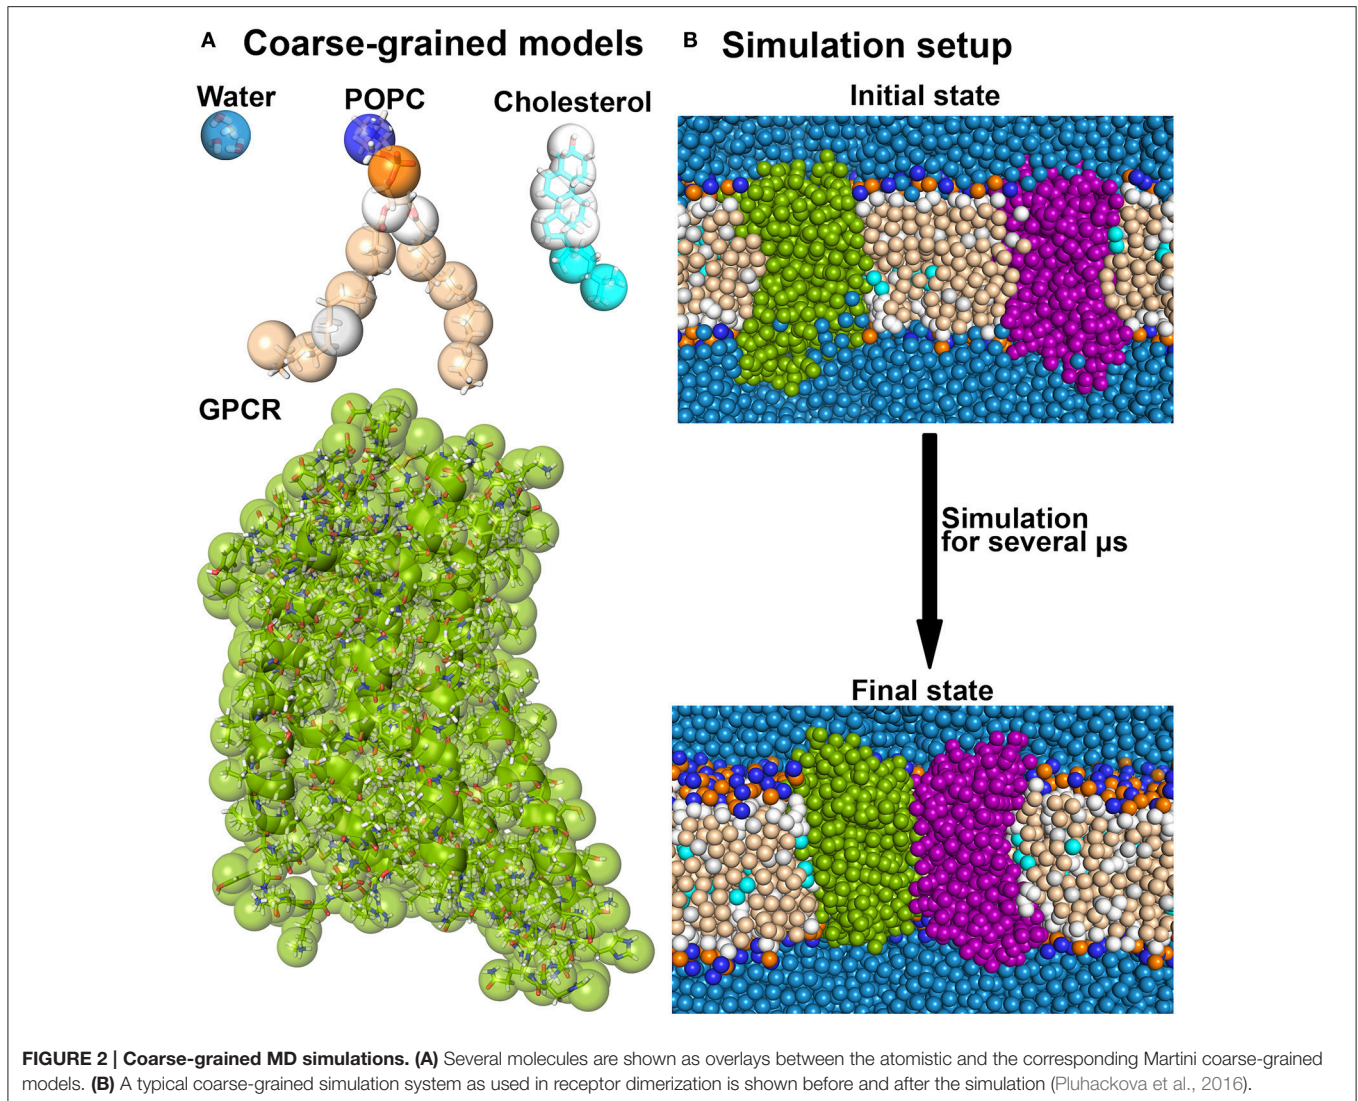 A Coarse-grained models
Water
POPC
Cholesterol
GPCR
B Simulation setup
Initial state
Simulation
for several µs
Final state
FIGURE 2 | Coarse-grained MD simulations. (A) Several molecules are shown as overlays between the atomistic and the corresponding Martini coarse-grained
models. (B) A typical coarse-grained simulation system as used in receptor dimerization is shown before and after the simulation (Pluhackova et al., 2016).